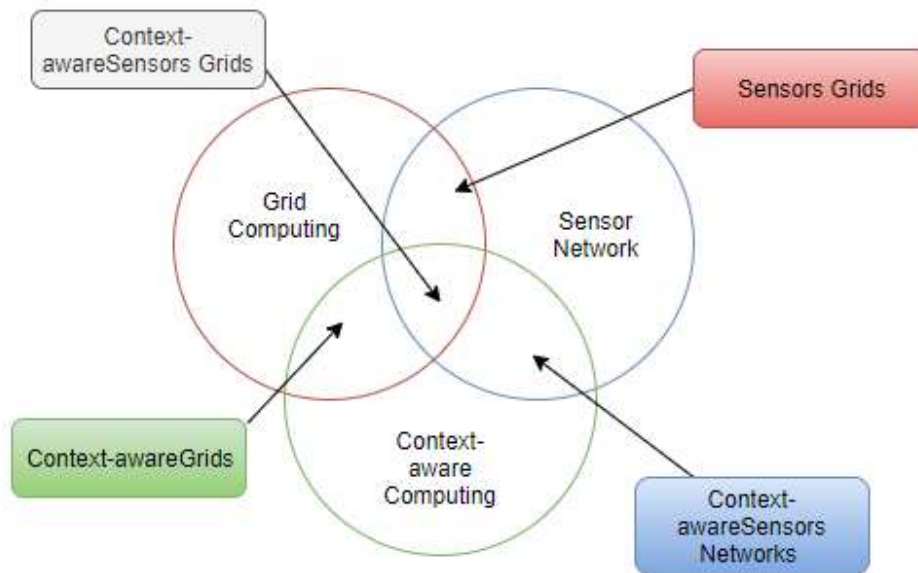 Context-
awareSensors Grids
Sensors Grids
Grid
Computing
Sensor
Network
Context-awareGrids
Context-
aware
Computing
Context-
awareSensors
Networks